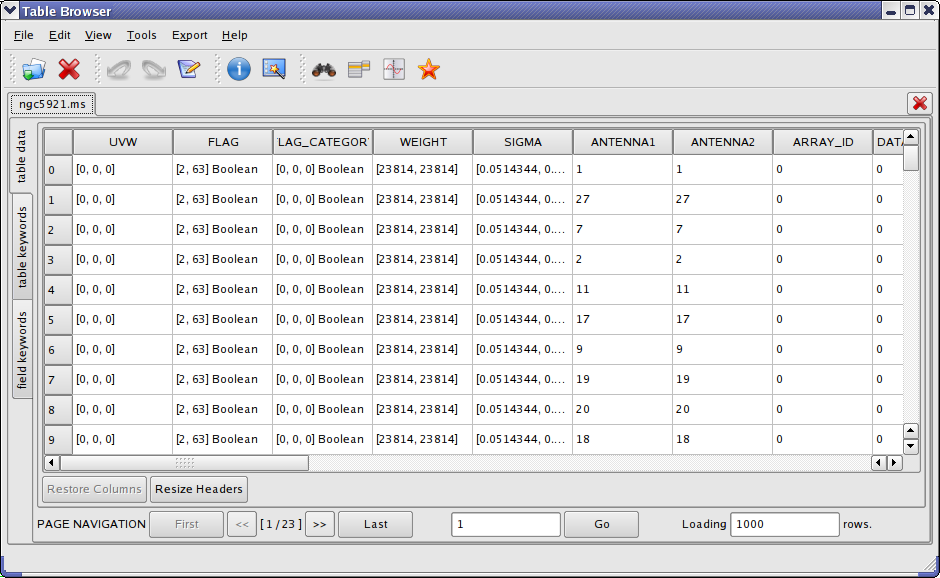 Table Browser
File Edit View Tools Export Help
ngc5921.ms
table data
table keywords
field keywords
UVW FLAG LAG_CATEGOR WEIGHT SIGMA ANTENNA1 ANTENNA2 ARRAY_ID DATA
0 [0, 0, 0] [2, 63] Boolean [0, 0, 0] Boolean [23814, 23814] [0.0514344, 0.... 1 1 0 0
1 [0, 0, 0] [2, 63] Boolean [0, 0, 0] Boolean [23814, 23814] [0.0514344, 0.... 27 27 0 0
2 [0, 0, 0] [2, 63] Boolean [0, 0, 0] Boolean [23814, 23814] [0.0514344, 0.... 7 7 0 0
3 [0, 0, 0] [2, 63] Boolean [0, 0, 0] Boolean [23814, 23814] [0.0514344, 0.... 2 2 0 0
4 [0, 0, 0] [2, 63] Boolean [0, 0, 0] Boolean [23814, 23814] [0.0514344, 0.... 11 11 0 0
5 [0, 0, 0] [2, 63] Boolean [0, 0, 0] Boolean [23814, 23814] [0.0514344, 0.... 17 17 0 0
6 [0, 0, 0] [2, 63] Boolean [0, 0, 0] Boolean [23814, 23814] [0.0514344, 0.... 9 9 0 0
7 [0, 0, 0] [2, 63] Boolean [0, 0, 0] Boolean [23814, 23814] [0.0514344, 0.... 19 19 0 0
8 [0, 0, 0] [2, 63] Boolean [0, 0, 0] Boolean [23814, 23814] [0.0514344, 0.... 20 20 0 0
9 [0, 0, 0] [2, 63] Boolean [0, 0, 0] Boolean [23814, 23814] [0.0514344, 0.... 18 18 0 0
Restore Columns Resize Headers
PAGE NAVIGATION First << [1 / 23 ] >> Last 1 Go Loading 1000 rows.